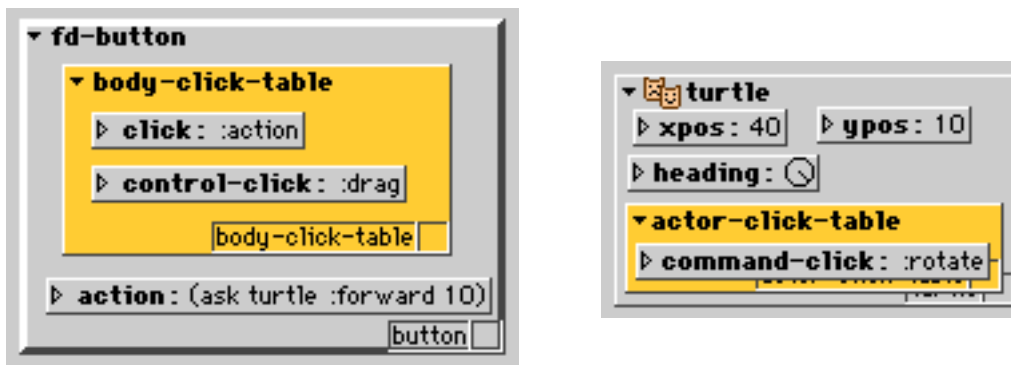 fd-button
body-click-table
click: :action
control-click: :drag
body-click-table
action: (ask turtle :forward 10)
button
turtle
xpos: 40 ypos: 10
heading:
actor-click-table
command-click: :rotate